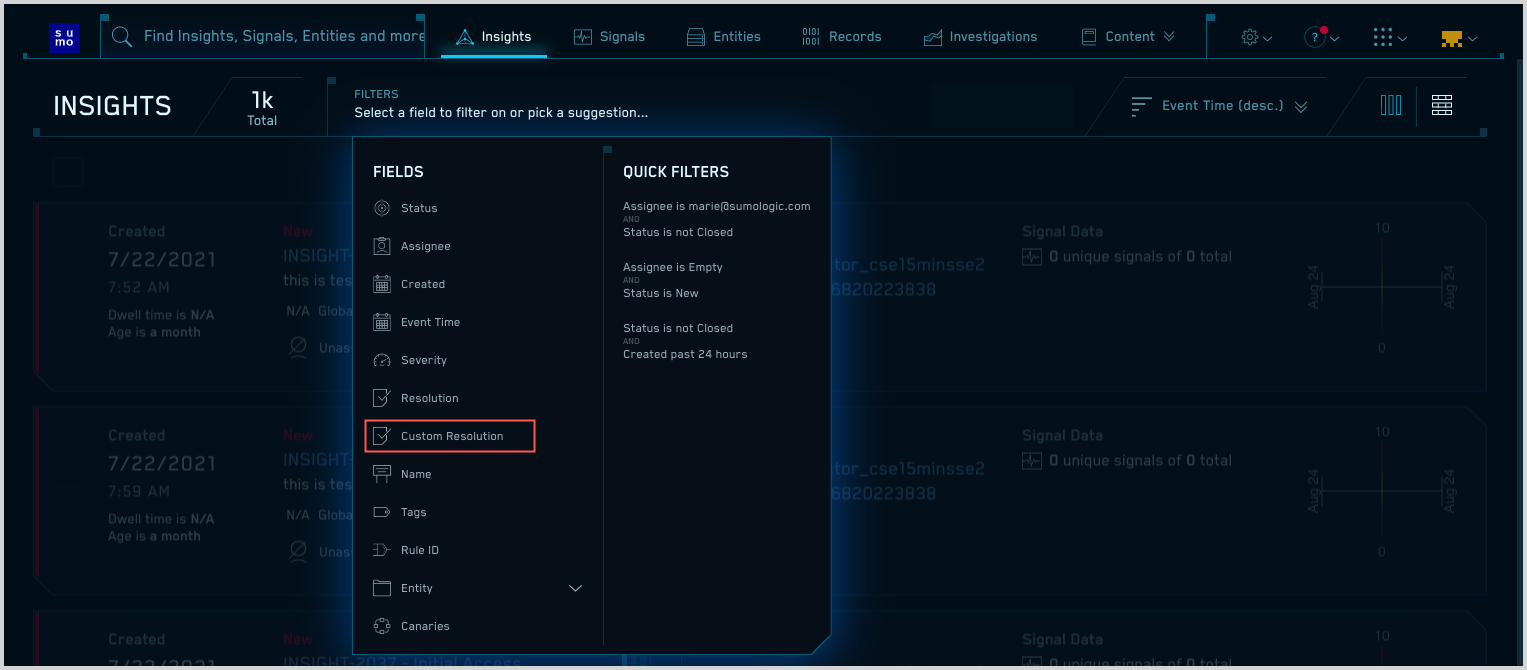 su
mo
Find Insights, Signals, Entities and more
Insights
Signals
Entities
Records
Investigations
Content
?
INSIGHTS
1k
Total
FILTERS
Select a field to filter on or pick a suggestion...
Event Time (desc.)
FIELDS
Status
Assignee
Created
Event Time
Severity
Resolution
Custom Resolution
Name
Tags
Rule ID
Entity
Canaries
QUICK FILTERS
Assignee is marie@sumologic.com
AND
Status is not Closed
Assignee is Empty
AND
Status is New
Status is not Closed
AND
Created past 24 hours
Created
7/22/2021
7:52 AM
Dwell time is N/A
Age is a month
New
INSIGHT-
this is tes
N/A Globa
Unas
tor_cse15minsse2
6820223838
Signal Data
0 unique signals of 0 total
10
Aug 24
Aug 24
0
Created
7/22/2021
7:59 AM
Dwell time is N/A
Age is a month
New
INSIGHT-
this is tes
N/A Globa
Unas
tor_cse15minsse2
6820223838
Signal Data
0 unique signals of 0 total
10
Aug 24
Aug 24
0
Created
7/22/2021
New
INSIGHT-2037 - Initial Access
Signal Data
0 unique signals of 0 total
10